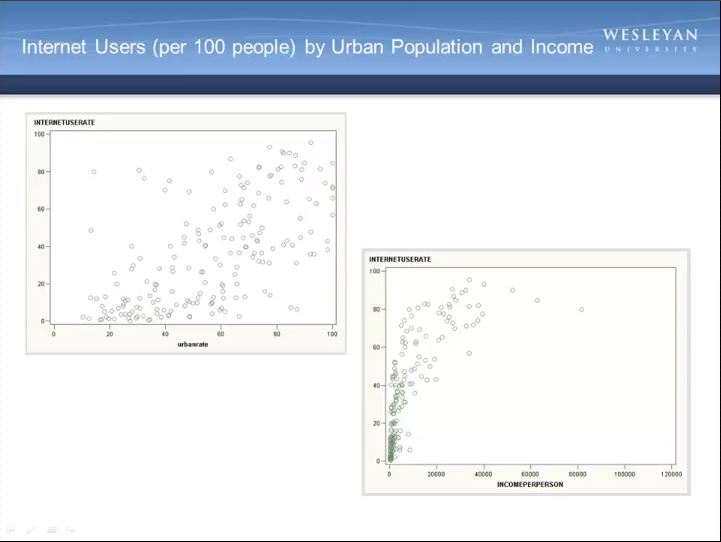 Internet Users (per 100 people) by Urban Population and Income
WESLEYAN
UNIVERSITY
INTERNETUSERATE
100
80
60
40
20
0
0 20 40 60 80 100
urbanrate
INTERNETUSERATE
100
80
60
40
20
0
0 20000 40000 60000 80000 100000 120000
INCOMEPERPERSON